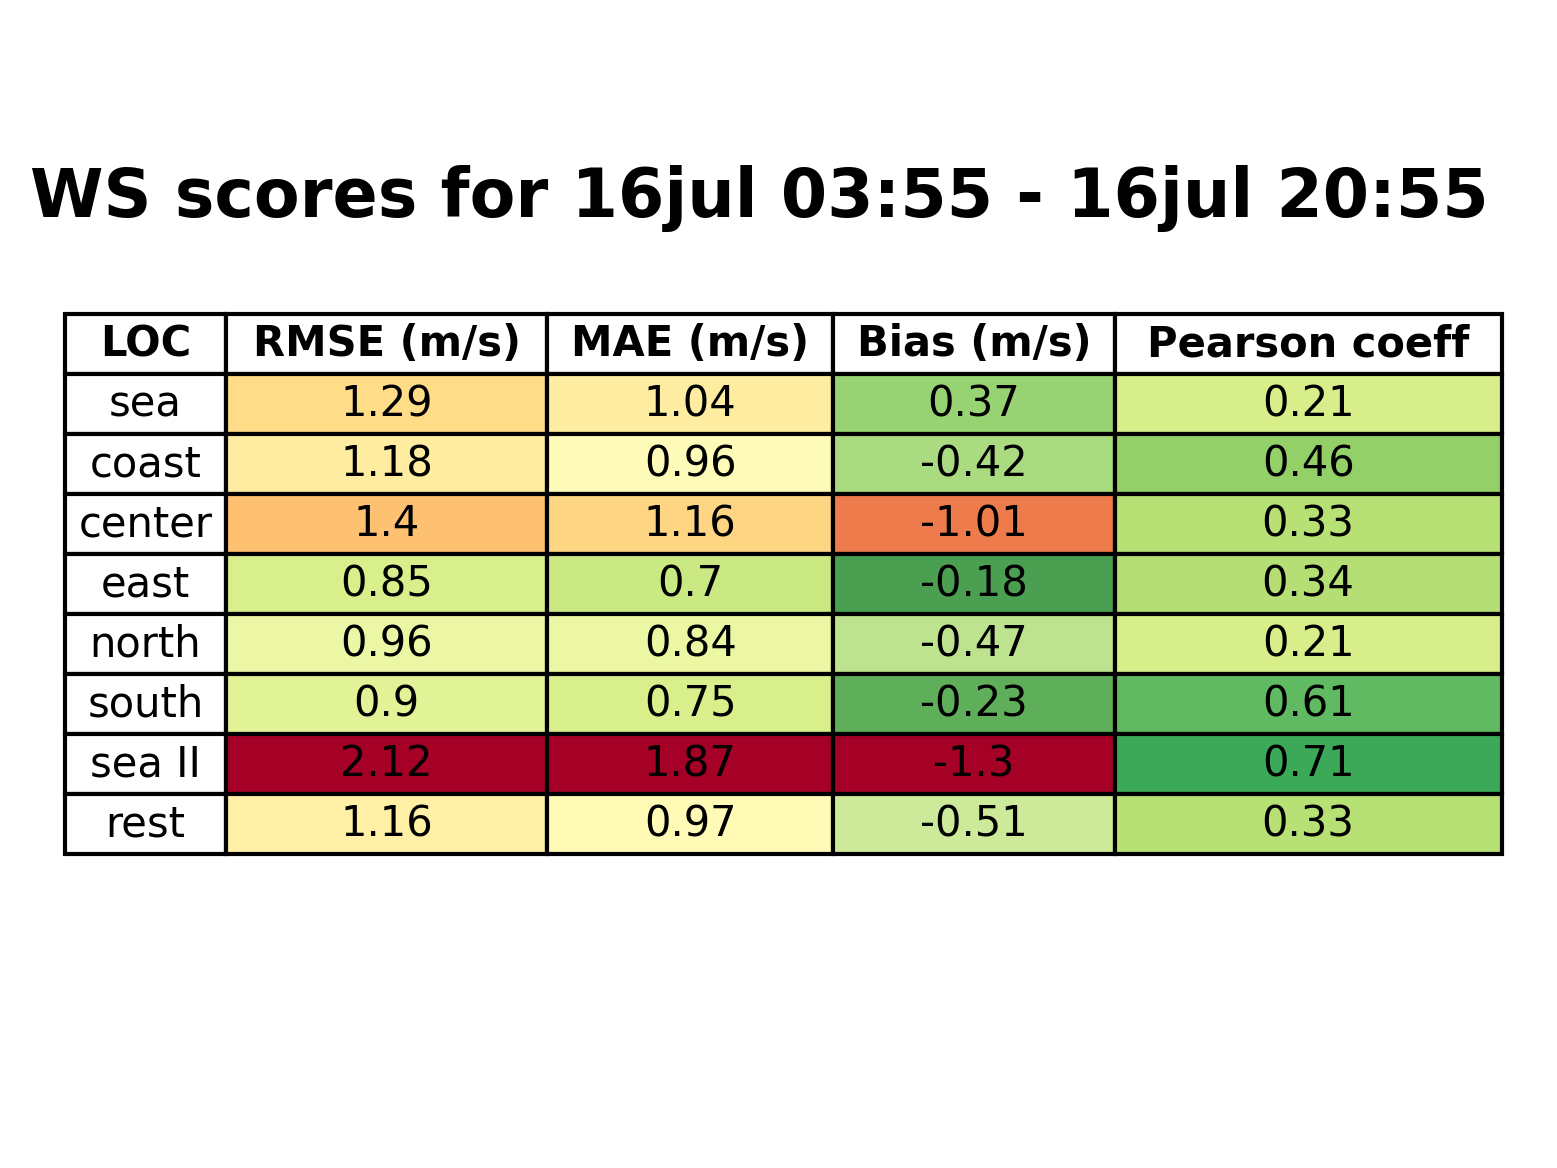 WS scores for 16jul 03:55 - 16jul 20:55
LOC RMSE (m/s) MAE (m/s) Bias (m/s) Pearson coeff
sea 1.29 1.04 0.37 0.21
coast 1.18 0.96 -0.42 0.46
center 1.4 1.16 -1.01 0.33
east 0.85 0.7 -0.18 0.34
north 0.96 0.84 -0.47 0.21
south 0.9 0.75 -0.23 0.61
sea II 2.12 1.87 -1.3 0.71
rest 1.16 0.97 -0.51 0.33